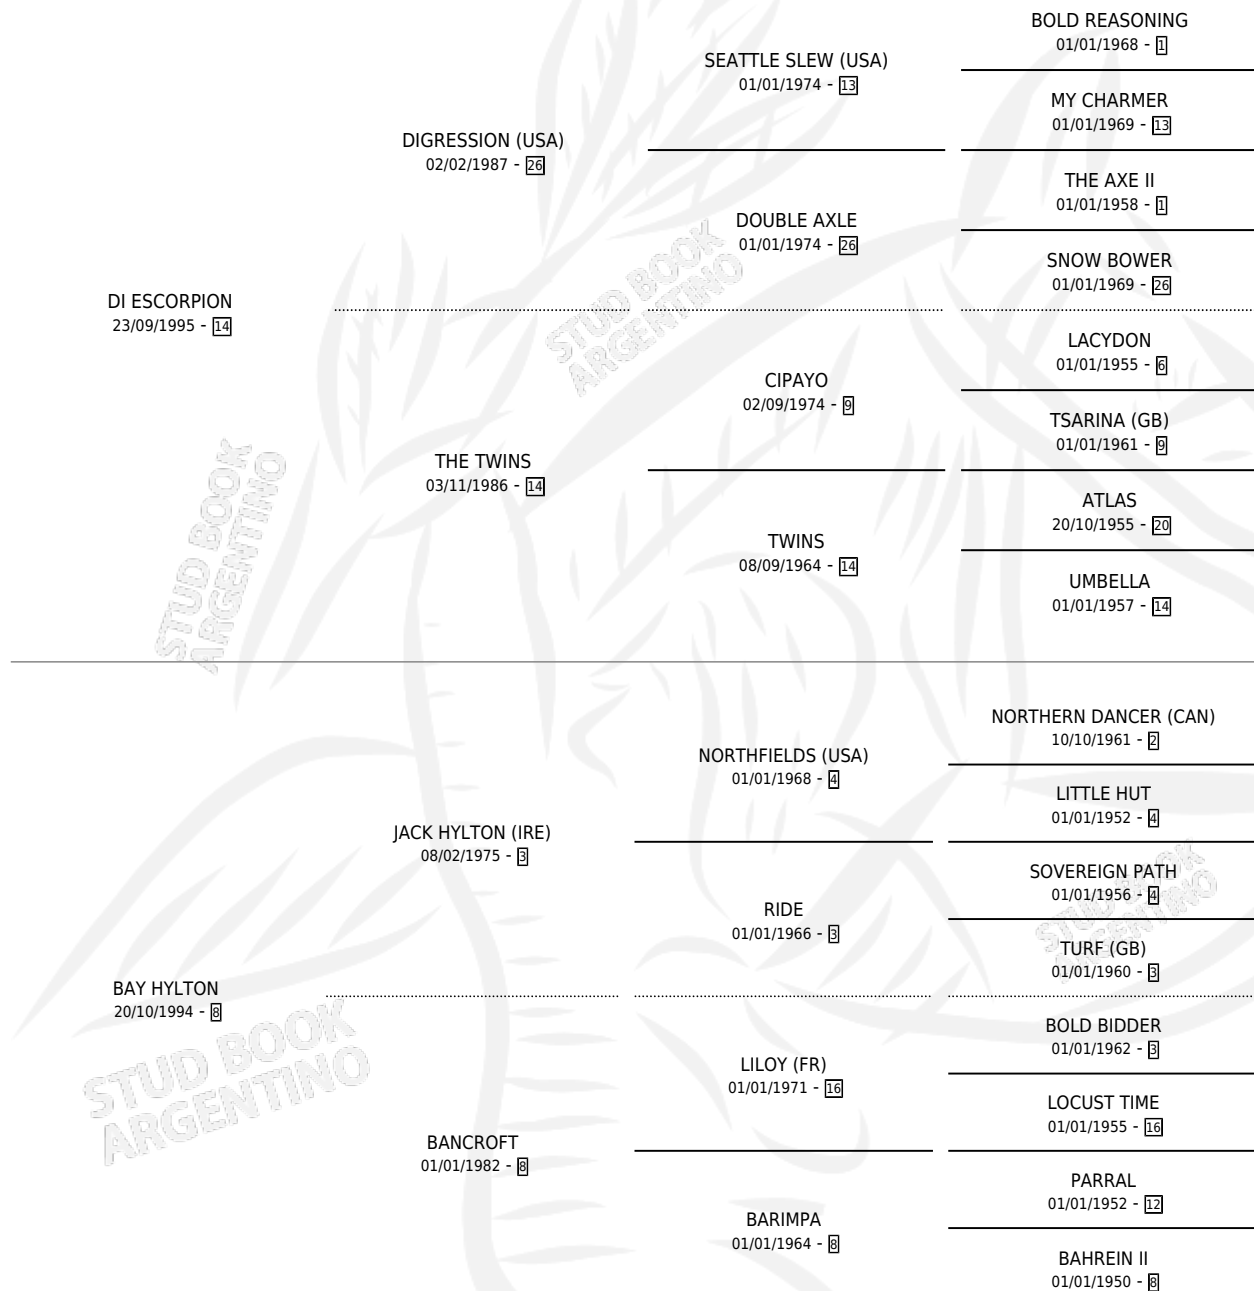 BOLD REASONING
01/01/1968 - 1
SEATTLE SLEW (USA)
01/01/1974 - 13
MY CHARMER
01/01/1969 - 13
DIGRESSION (USA)
02/02/1987 - 26
THE AXE II
01/01/1958 - 1
DOUBLE AXLE
01/01/1974 - 26
SNOW BOWER
01/01/1969 - 26
DI ESCORPION
23/09/1995 - 14
LACYDON
01/01/1955 - 6
CIPAYO
02/09/1974 - 9
TSARINA (GB)
01/01/1961 - 9
THE TWINS
03/11/1986 - 14
ATLAS
20/10/1955 - 20
TWINS
08/09/1964 - 14
UMBELLA
01/01/1957 - 14
STUD BOOK
ARGENTINO
STUD BOOK
ARGENTINO
NORTHERN DANCER (CAN)
10/10/1961 - 2
NORTHFIELDS (USA)
01/01/1968 - 4
LITTLE HUT
01/01/1952 - 4
JACK HYLTON (IRE)
08/02/1975 - 3
SOVEREIGN PATH
01/01/1956 - 4
RIDE
01/01/1966 - 3
TURF (GB)
01/01/1960 - 3
BAY HYLTON
20/10/1994 - 8
BOLD BIDDER
01/01/1962 - 3
LILOY (FR)
01/01/1971 - 16
LOCUST TIME
01/01/1955 - 16
BANCROFT
01/01/1982 - 8
PARRAL
01/01/1952 - 12
BARIMPA
01/01/1964 - 8
BAHREIN II
01/01/1950 - 8
STUD BOOK
ARGENTINO
STUD BOOK
ARGENTINO